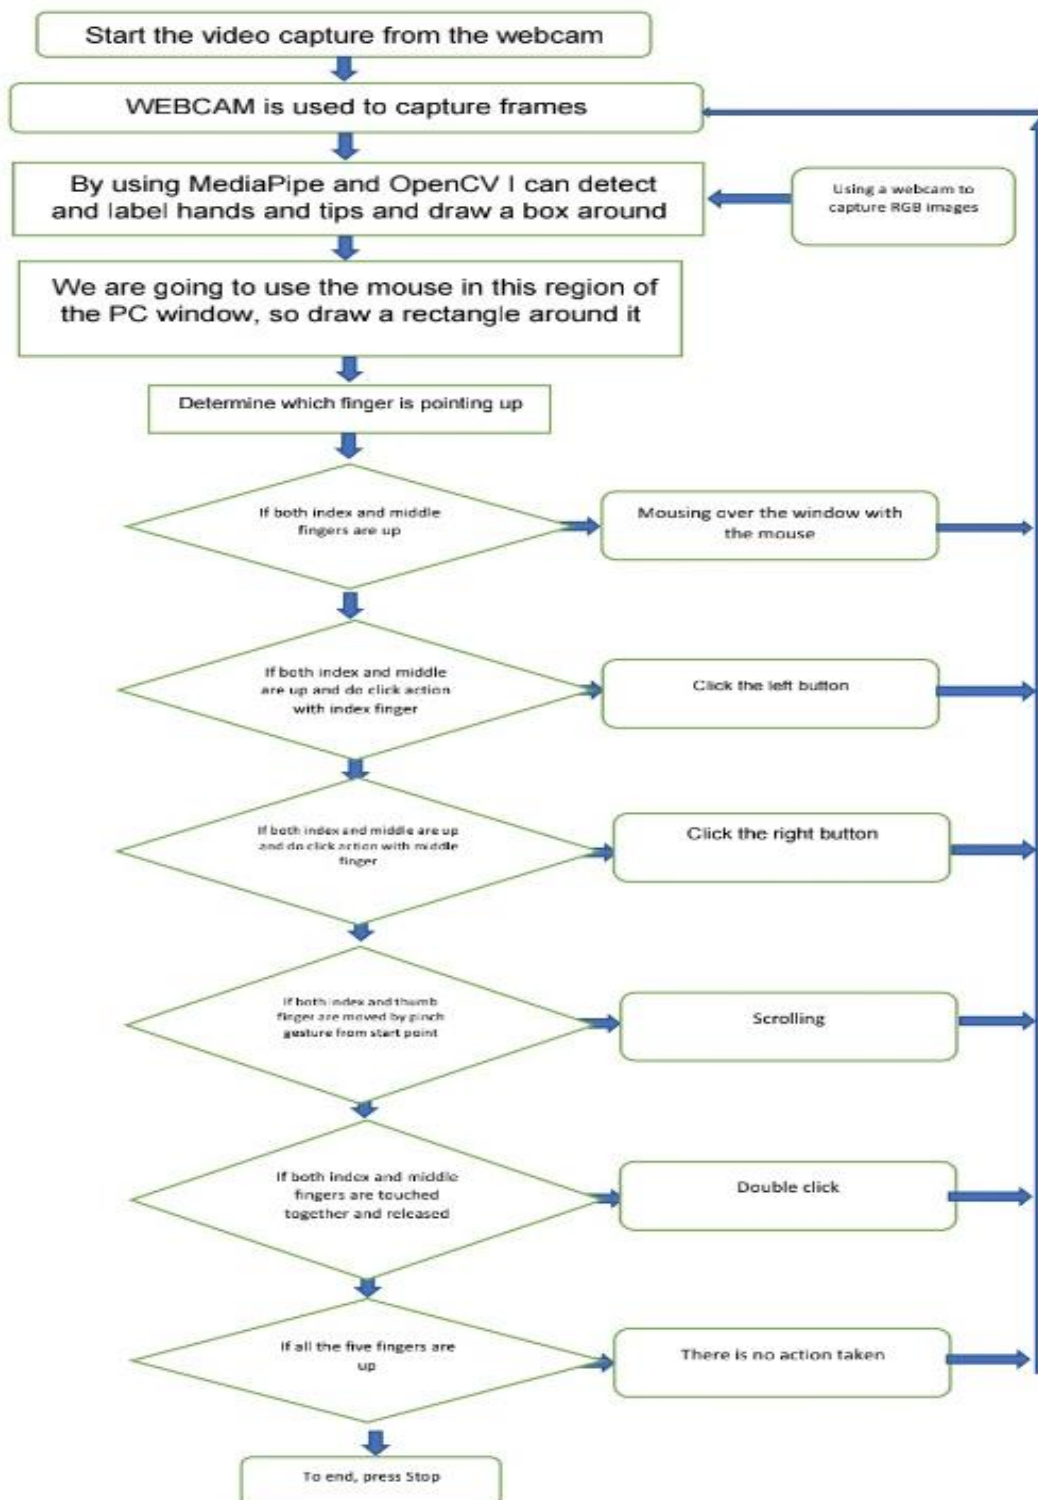 Start the video capture from the webcam
WEBCAM is used to capture frames
By using MediaPipe and OpenCV I can detect
and label hands and tips and draw a box around
Using a webcam to
capture RGB images
We are going to use the mouse in this region of
the PC window, so draw a rectangle around it
Determine which finger is pointing up
If both index and middle
fingers are up
Mousing over the window with
the mouse
If both index and middle
are up and do click action
with index finger
Click the left button
If both index and middle are up
and do click action with middle
finger
Click the right button
If both index and thumb
finger are moved by pinch
gesture from start point
Scrolling
If both index and middle
fingers are touched
together and released
Double click
If all the five fingers are
up
There is no action taken
To end, press Stop